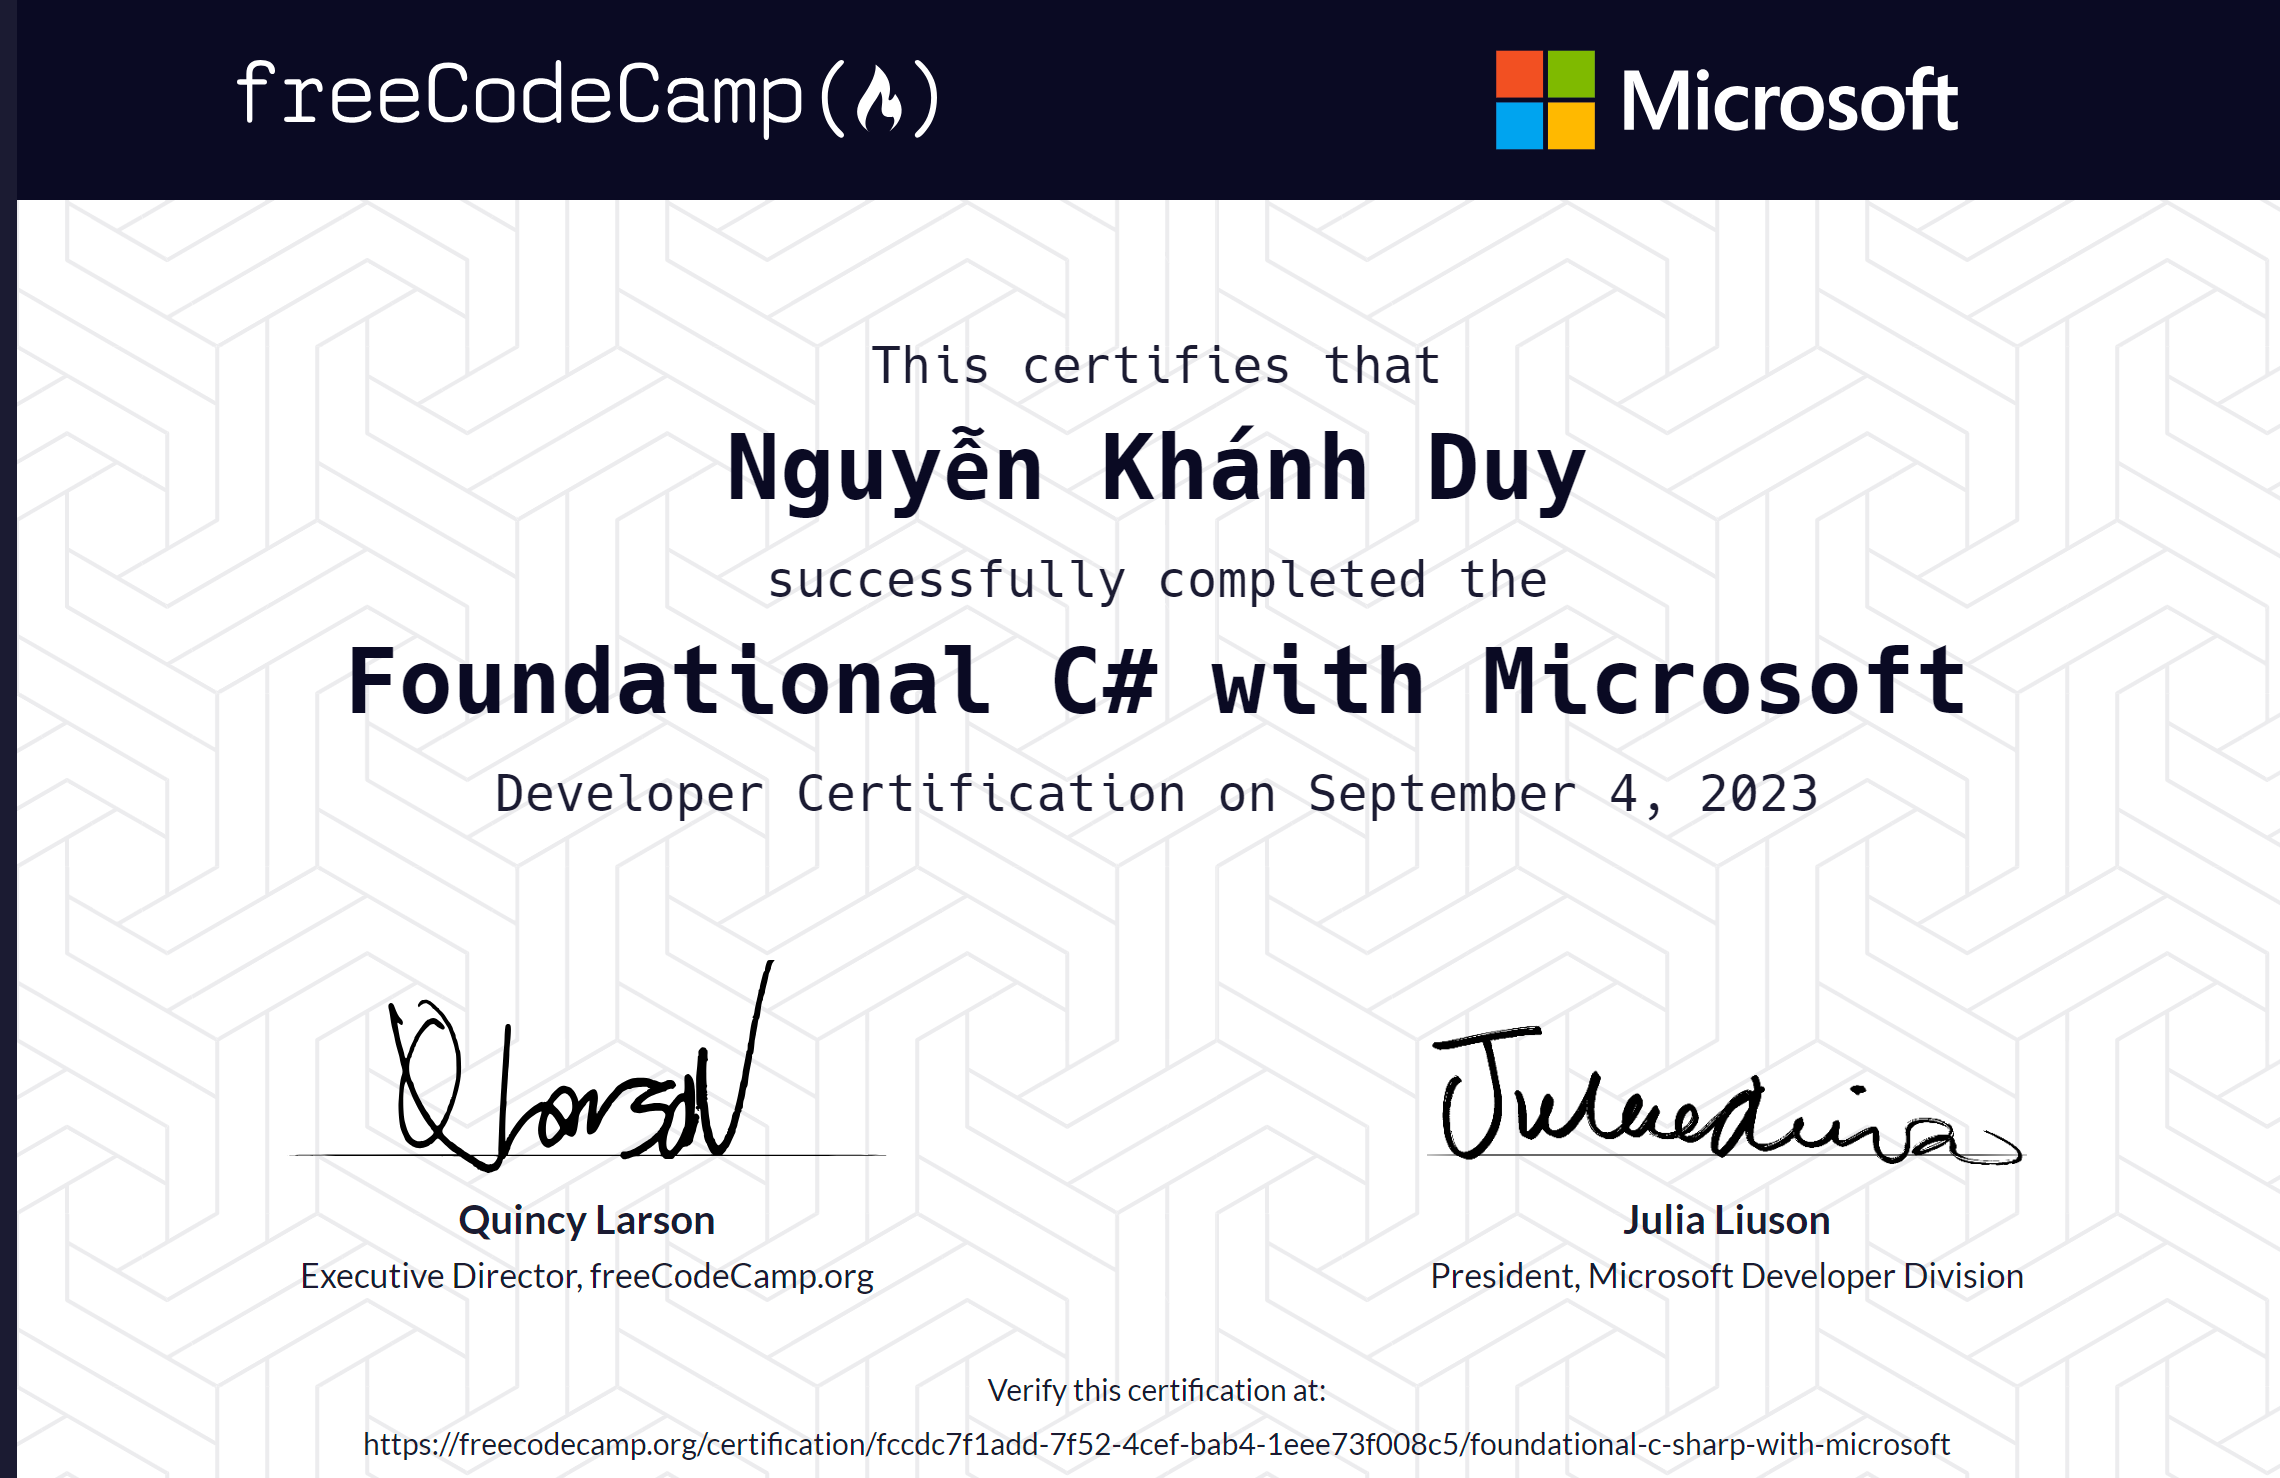 freeCodeCamp
Microsoft
This certifies that
Nguyễn Khánh Duy
successfully completed the
Foundational C# with Microsoft
Developer Certification on September 4, 2023
Quincy Larson
Executive Director, freeCodeCamp.org
Julia Liuson
President, Microsoft Developer Division
Verify this certification at:
https://freecodecamp.org/certification/fccdc7f1add-7f52-4cef-bab4-1eee73f008c5/foundational-c-sharp-with-microsoft